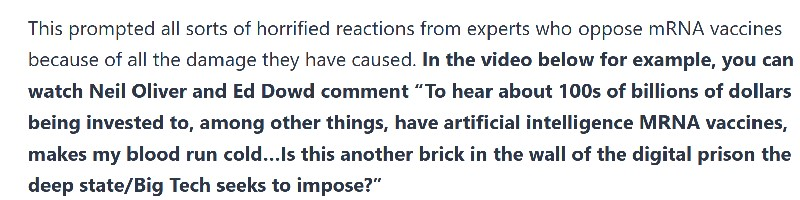 This prompted all sorts of horrified reactions from experts who oppose mRNA vaccines
because of all the damage they have caused. In the video below for example, you can
watch Neil Oliver and Ed Dowd comment “To hear about 100s of billions of dollars
being invested to, among other things, have artificial intelligence MRNA vaccines,
makes my blood run cold...Is this another brick in the wall of the digital prison the
deep state/Big Tech seeks to impose?”